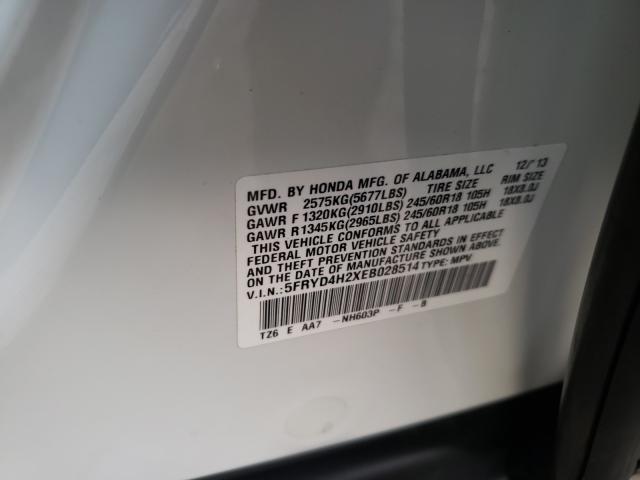 MFD. BY HONDA MFG. OF ALABAMA, LLC 12/'13
GVWR 2575KG(5677LBS) TIRE SIZE RIM SIZE
GAWR F 1320KG(2910LBS) 245/60R18 105H 18X8.0J
GAWR R 1345KG(2965LBS) 245/60R18 105H 18X8.0J
THIS VEHICLE CONFORMS TO ALL APPLICABLE
FEDERAL MOTOR VEHICLE SAFETY
AND THEFT PREVENTION STANDARDS IN EFFECT
ON THE DATE OF MANUFACTURE SHOWN ABOVE.
V.I.N.: 5FRYD4H2XEB028514 TYPE: MPV
TZ6 E AA7 -NH603P -F -B